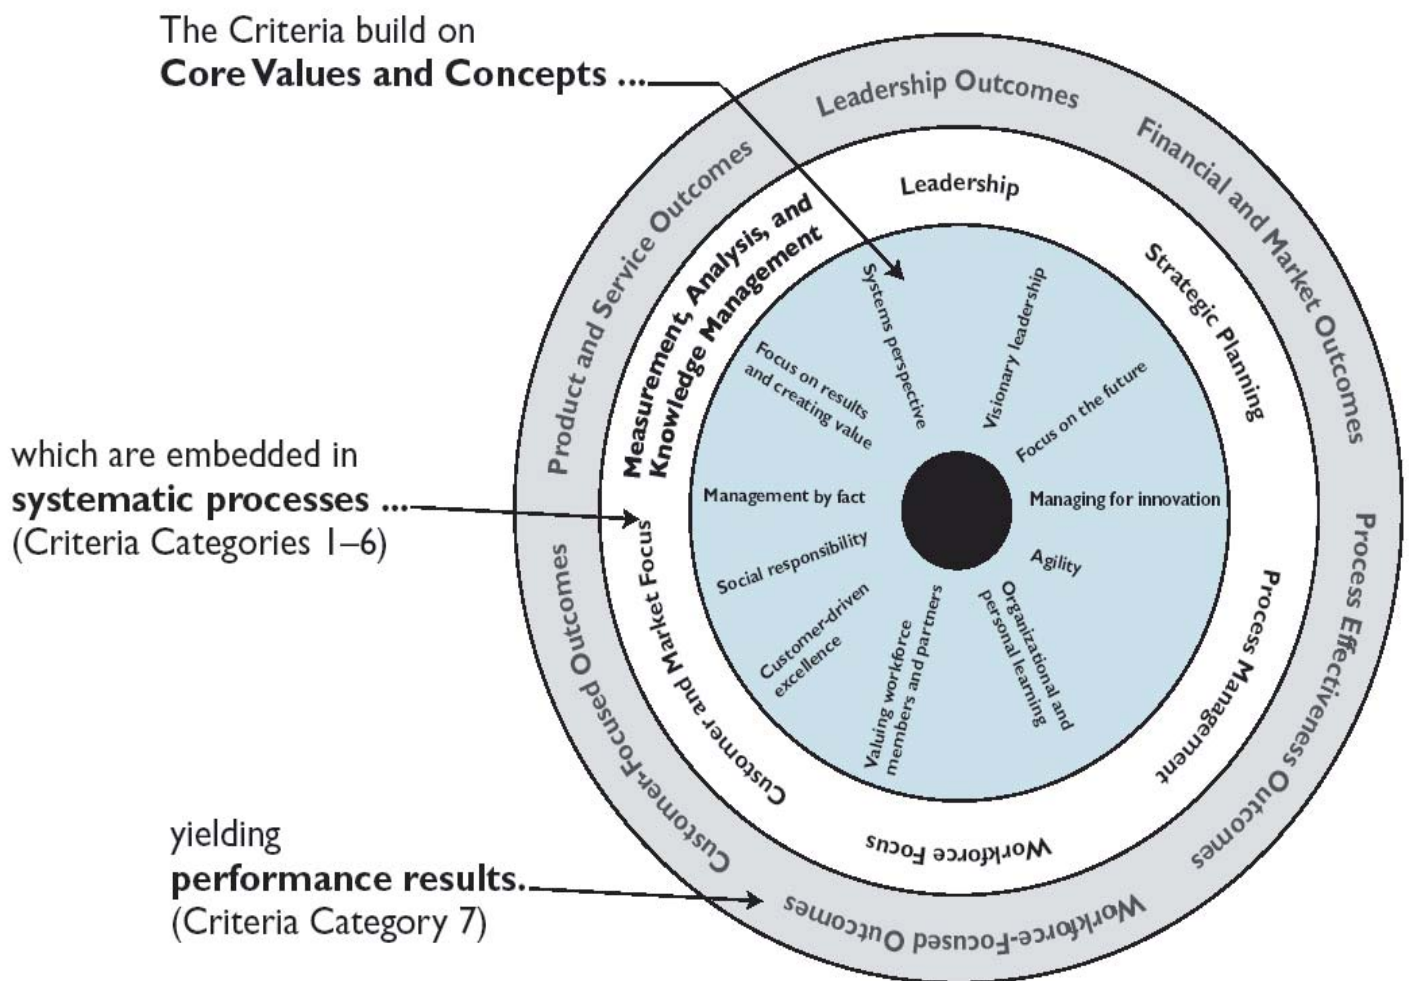 The Criteria build on
Core Values and Concepts ...
which are embedded in
systematic processes ...
(Criteria Categories 1–6)
yielding
performance results.
(Criteria Category 7)
Leadership Outcomes
Financial and Market Outcomes
Process Effectiveness Outcomes
Workforce-Focused Outcomes
Customer-Focused Outcomes
Product and Service Outcomes
Leadership
Strategic Planning
Process Management
Workforce Focus
Customer and Market Focus
Measurement, Analysis, and
Knowledge Management
Systems perspective
Visionary leadership
Focus on the future
Managing for innovation
Agility
Organizational and
personal learning
Valuing workforce
members and partners
Customer-driven
excellence
Social responsibility
Management by fact
Focus on results
and creating value